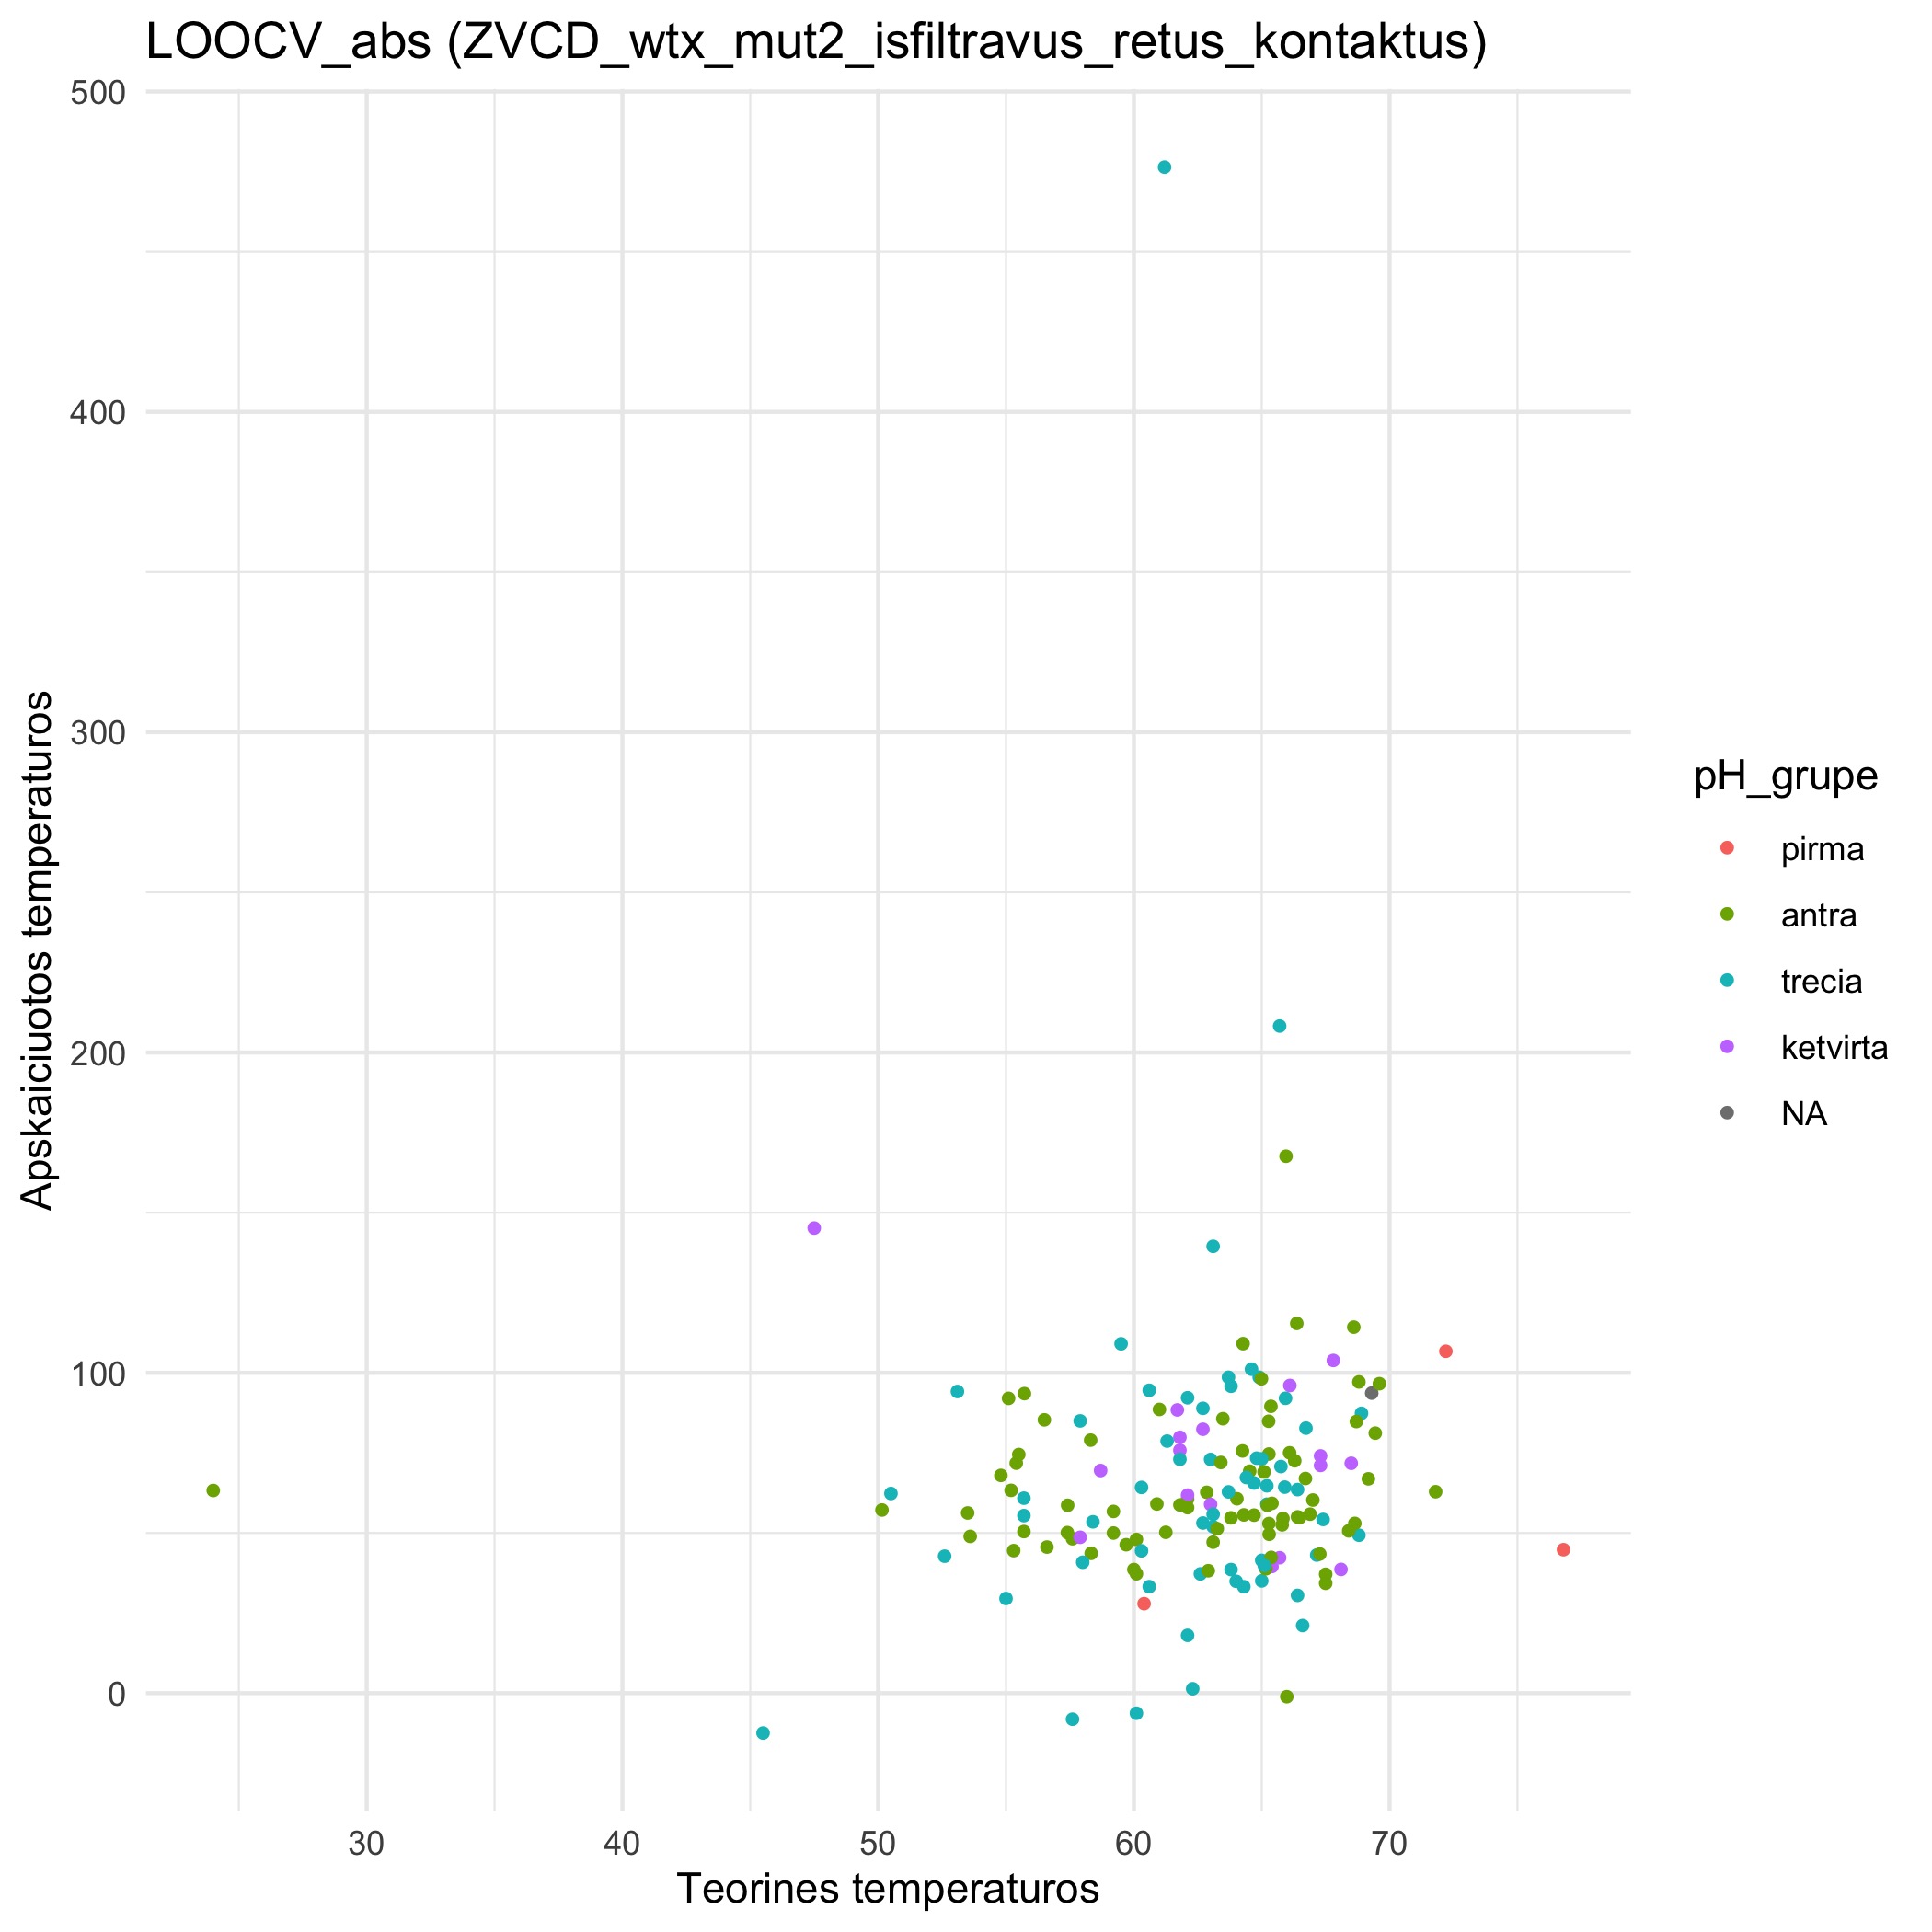 LOOCV_abs (ZVCD_wtx_mut2_isfiltravus_retus_kontaktus)
500
400
300
200
100
0
Apskaiciuotos temperaturos
30 40 50 60 70
Teorines temperaturos
pH_grupe
pirma
antra
trecia
ketvirta
NA